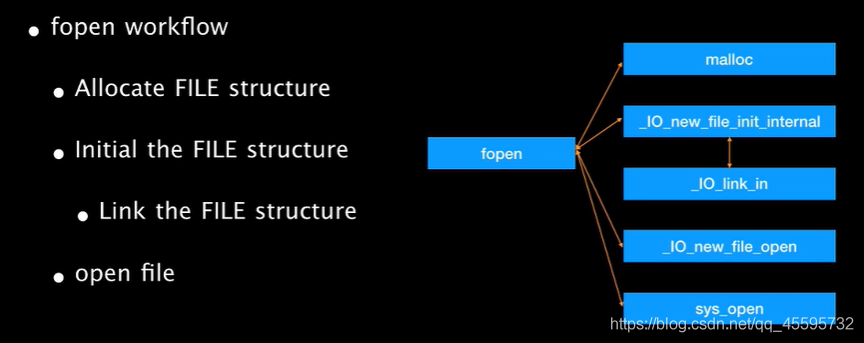 fopen workflow
Allocate FILE structure
Initial the FILE structure
Link the FILE structure
open file
fopen
malloc
_IO_new_file_init_internal
_IO_link_in
_IO_new_file_open
sys_open
https://blog.csdn.net/qq_45595732